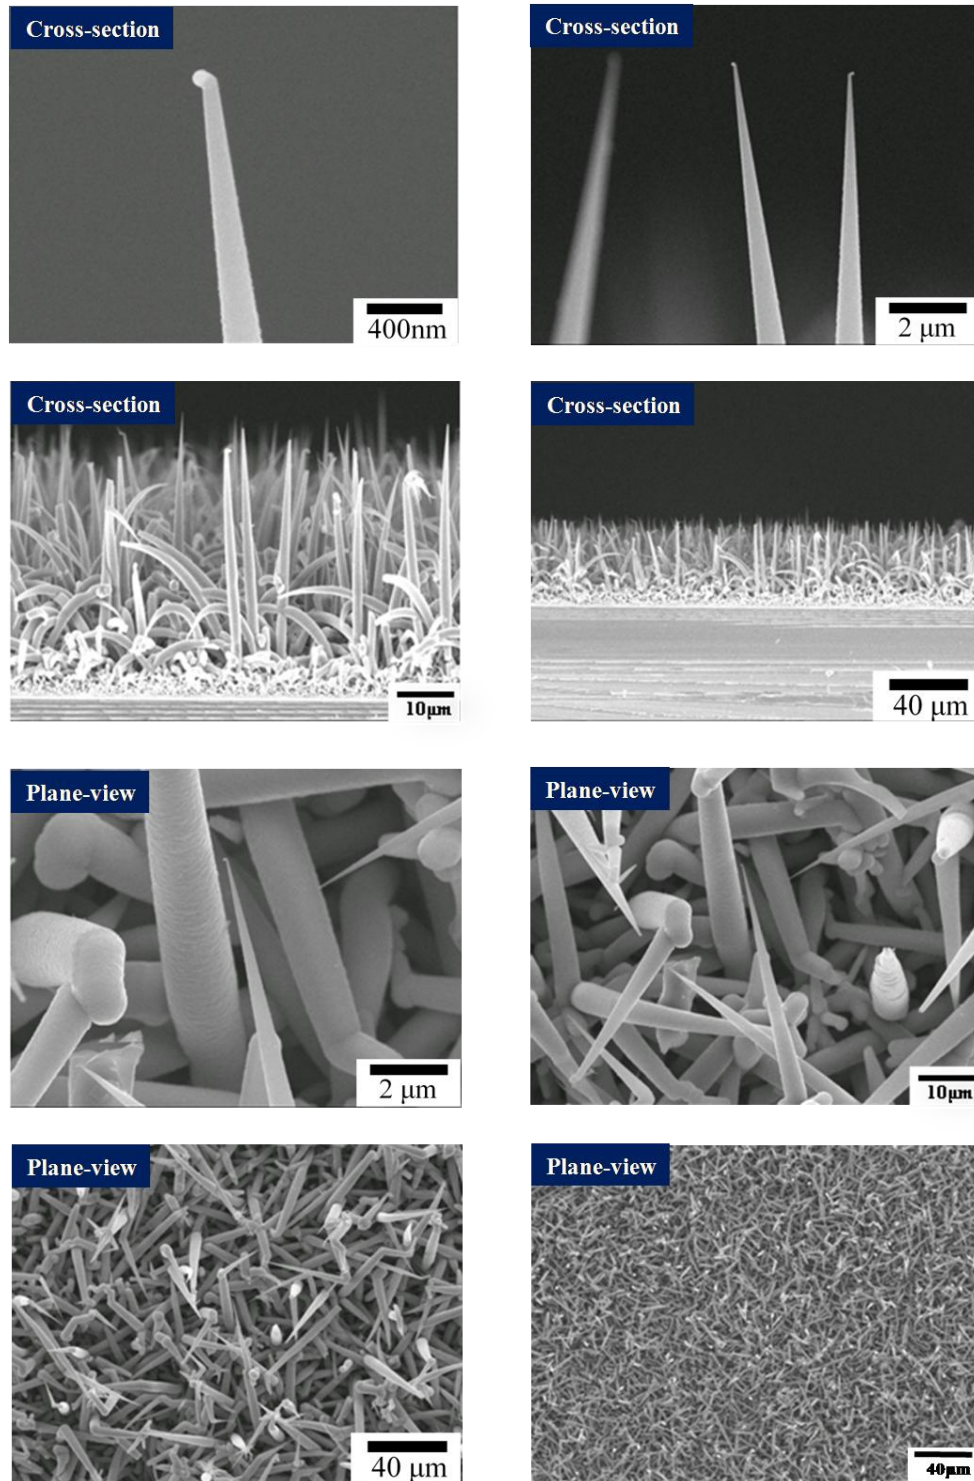 Cross-section
Cross-section
400nm
2 μm
Cross-section
Cross-section
10μm
40 μm
Plane-view
Plane-view
2 μm
10μm
Plane-view
Plane-view
40 μm
40μm